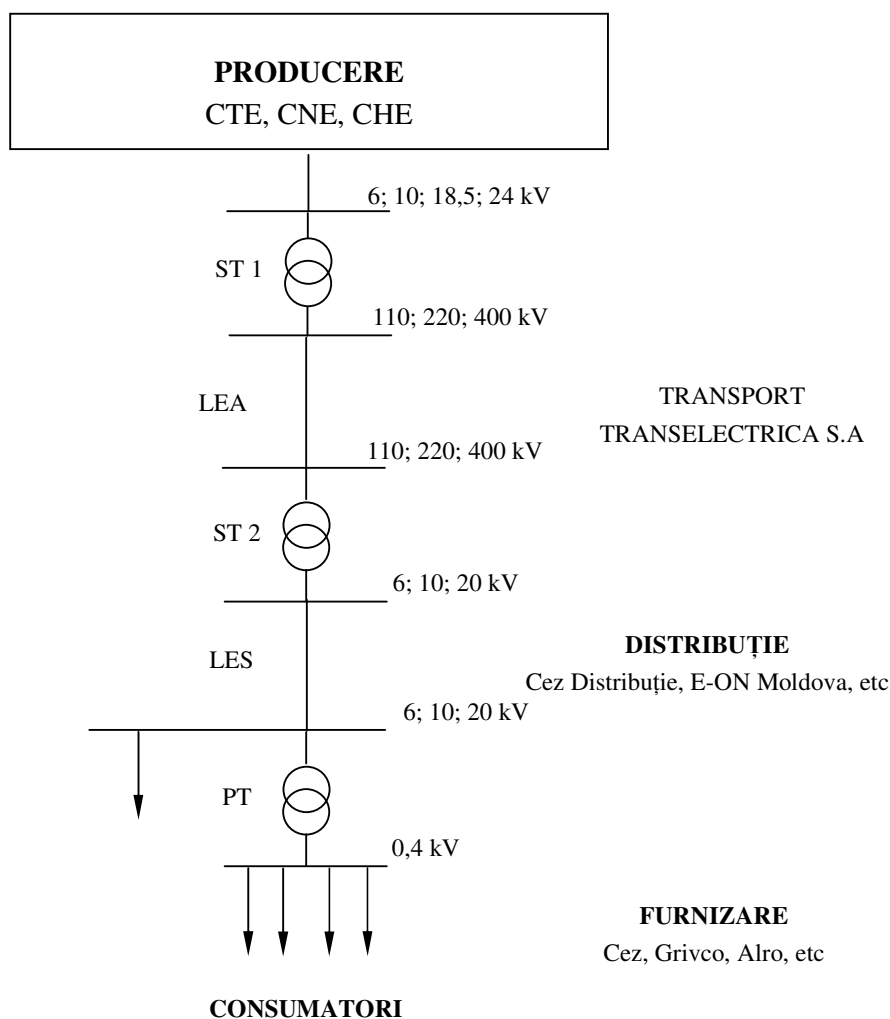 PRODUCERE
CTE, CNE, CHE
6; 10; 18,5; 24 kV
ST 1
110; 220; 400 kV
LEA
TRANSPORT
TRANSELECTRICA S.A
110; 220; 400 kV
ST 2
6; 10; 20 kV
LES
DISTRIBUȚIE
Cez Distribuție, E-ON Moldova, etc
6; 10; 20 kV
PT
0,4 kV
FURNIZARE
Cez, Grivco, Alro, etc
CONSUMATORI